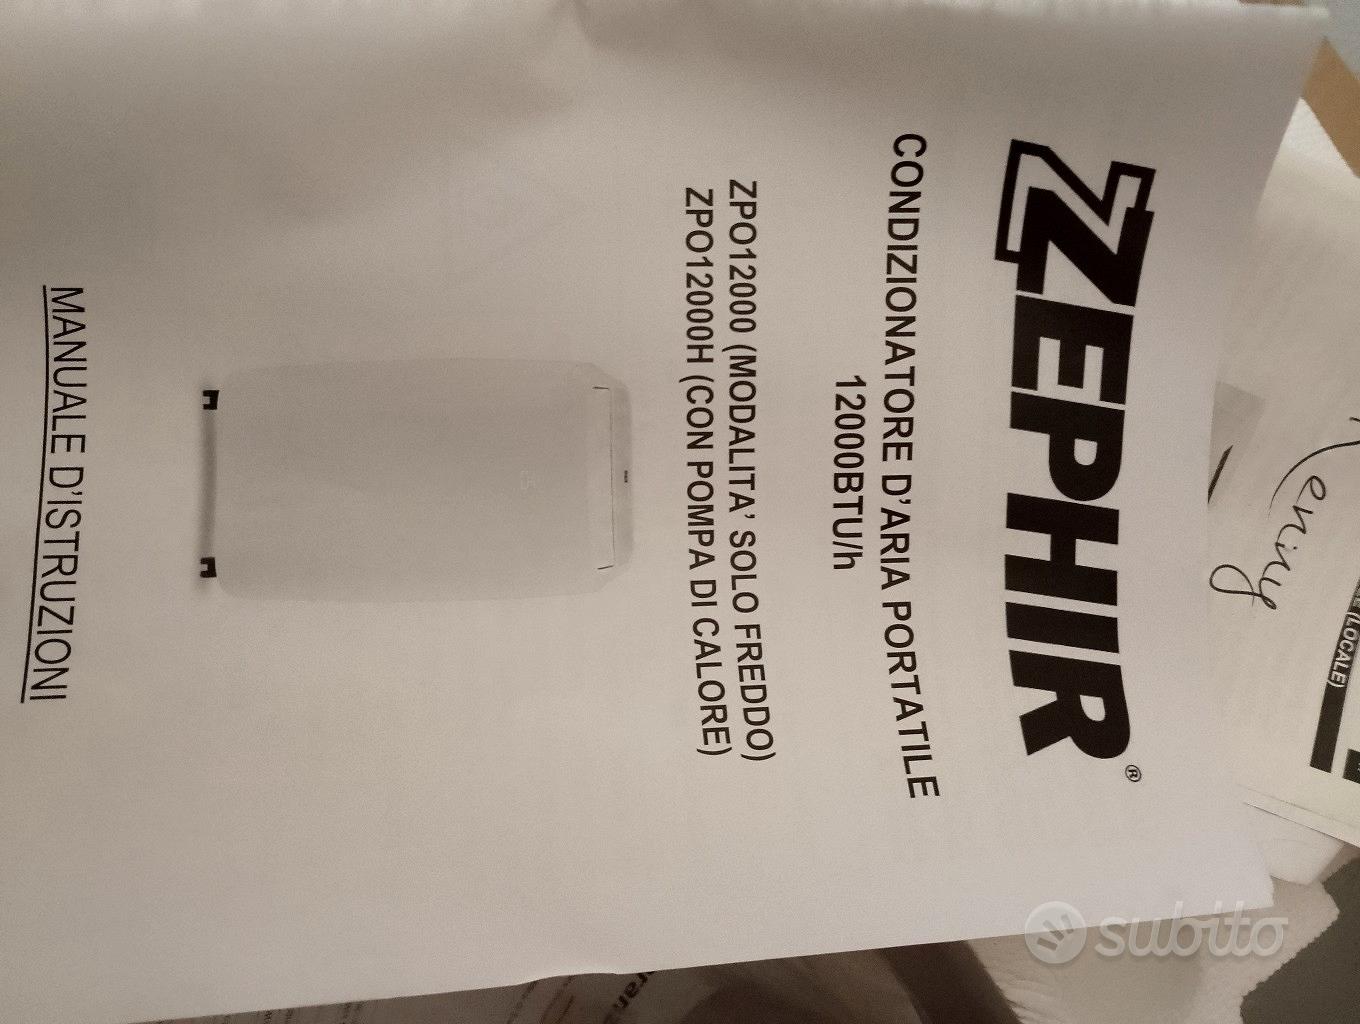 ZEPHIR®
CONDIZIONATORE D'ARIA PORTATILE
12000BTU/h
ZPO12000 (MODALITA' SOLO FREDDO)
ZPO12000H (CON POMPA DI CALORE)
MANUALE D'ISTRUZIONI
(LOCALE)
subito